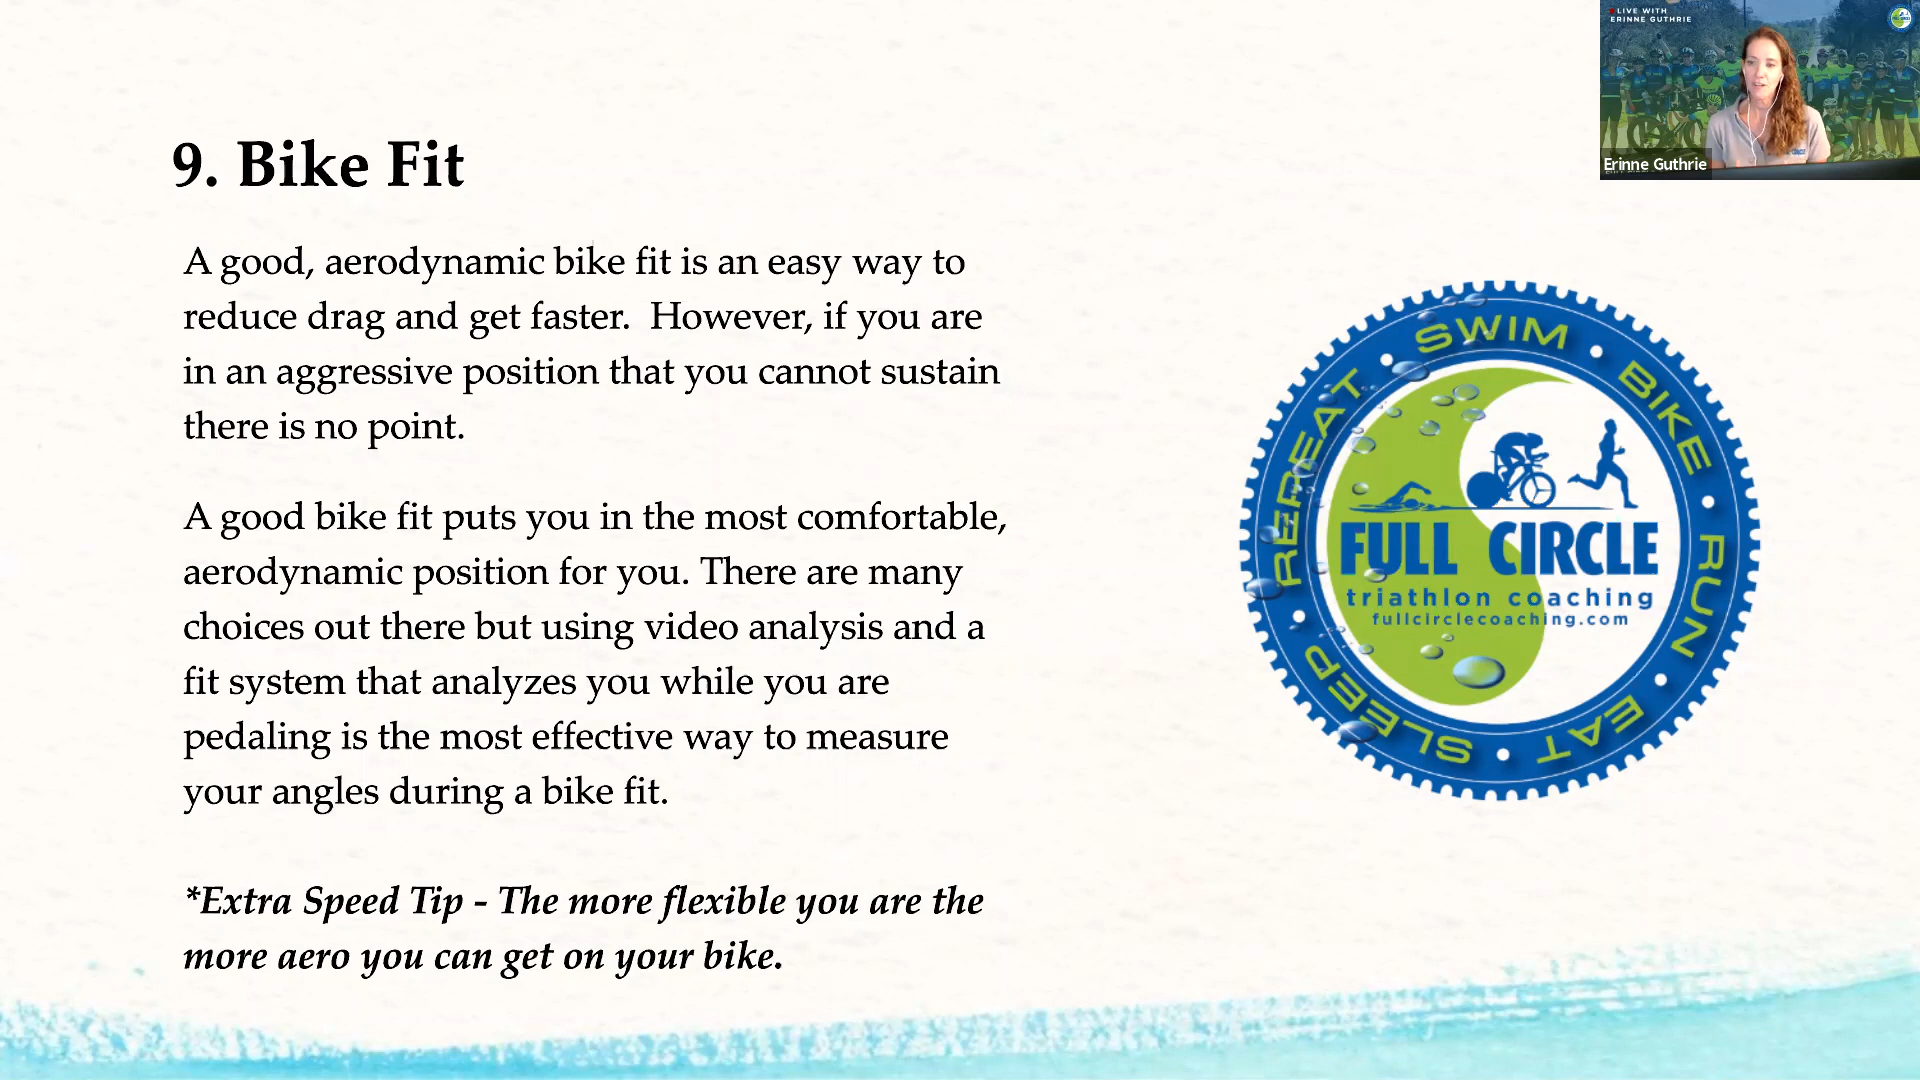 LIVE WITH
ERINNE GUTHRIE
Erinne Guthrie
9. Bike Fit
A good, aerodynamic bike fit is an easy way to
reduce drag and get faster.  However, if you are
in an aggressive position that you cannot sustain
there is no point.
A good bike fit puts you in the most comfortable,
aerodynamic position for you. There are many
choices out there but using video analysis and a
fit system that analyzes you while you are
pedaling is the most effective way to measure
your angles during a bike fit.
*Extra Speed Tip - The more flexible you are the
more aero you can get on your bike.
SWIM • BIKE • RUN • EAT • SLEEP • REPEAT •
FULL CIRCLE
triathlon coaching
fullcirclecoaching.com